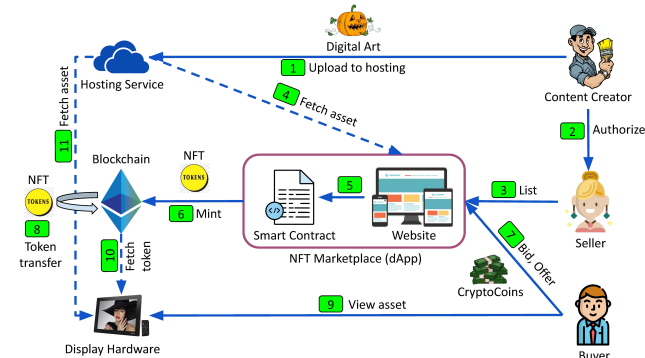 Digital Art
1 Upload to hosting
Hosting Service
Content Creator
4 Fetch asset
11 Fetch asset
2 Authorize
Blockchain
NFT
TOKENS
NFT
TOKENS
8
Token
transfer
6 Mint
5
</>
Smart Contract
Website
NFT Marketplace (dApp)
3 List
Seller
7 Bid, Offer
CryptoCoins
10 Fetch
token
9 View asset
Display Hardware
Buyer